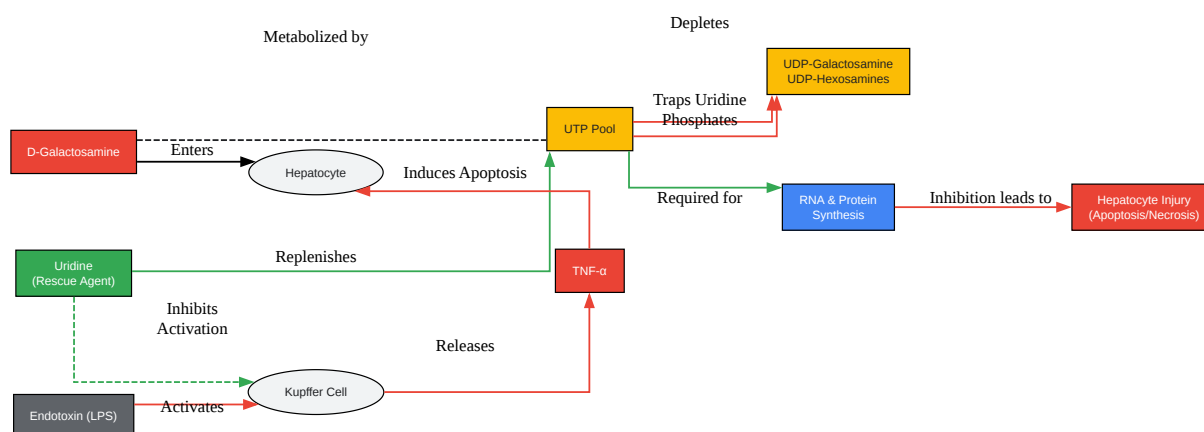 Depletes
Metabolized by
UDP-Galactosamine
UDP-Hexosamines
Traps Uridine
Phosphates
UTP Pool
D-Galactosamine
Enters
Hepatocyte
Induces Apoptosis
Required for
RNA & Protein
Synthesis
Inhibition leads to
Hepatocyte Injury
(Apoptosis/Necrosis)
Uridine
(Rescue Agent)
Replenishes
TNF-α
Inhibits
Activation
Releases
Kupffer Cell
Endotoxin (LPS)
Activates